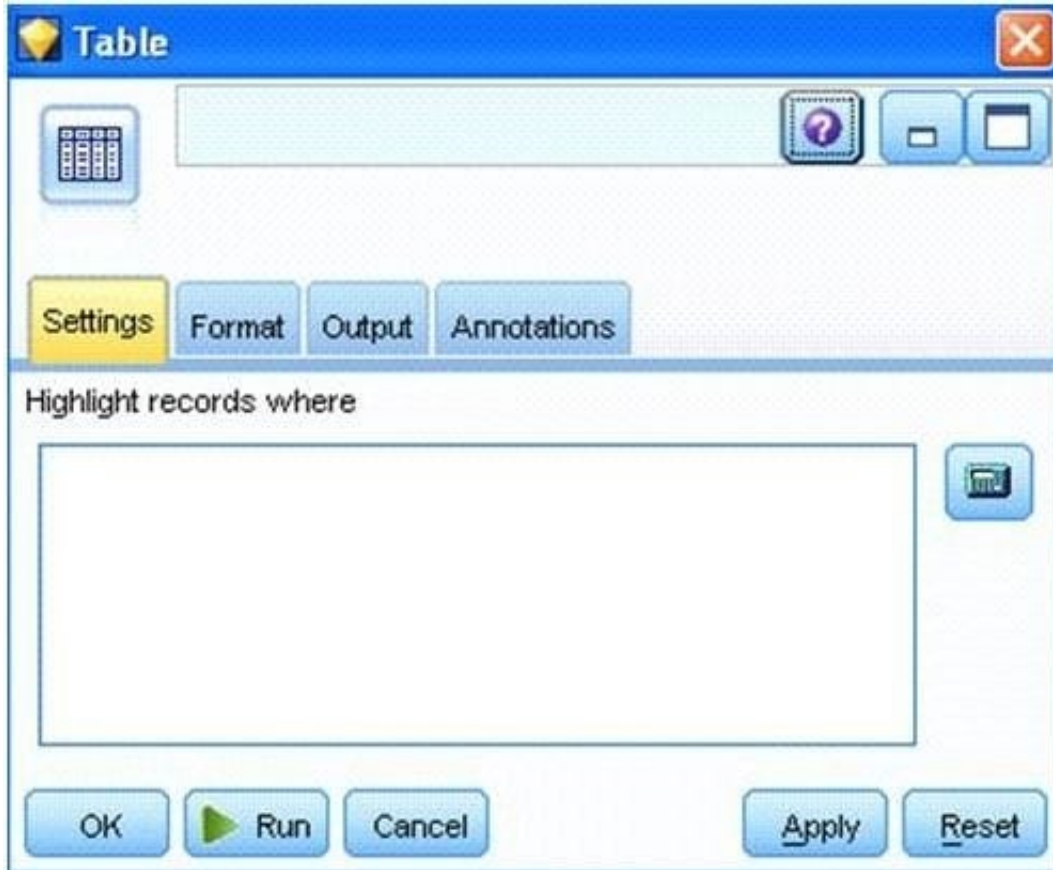 Table
Settings Format Output Annotations
Highlight records where
OK Run Cancel Apply Reset